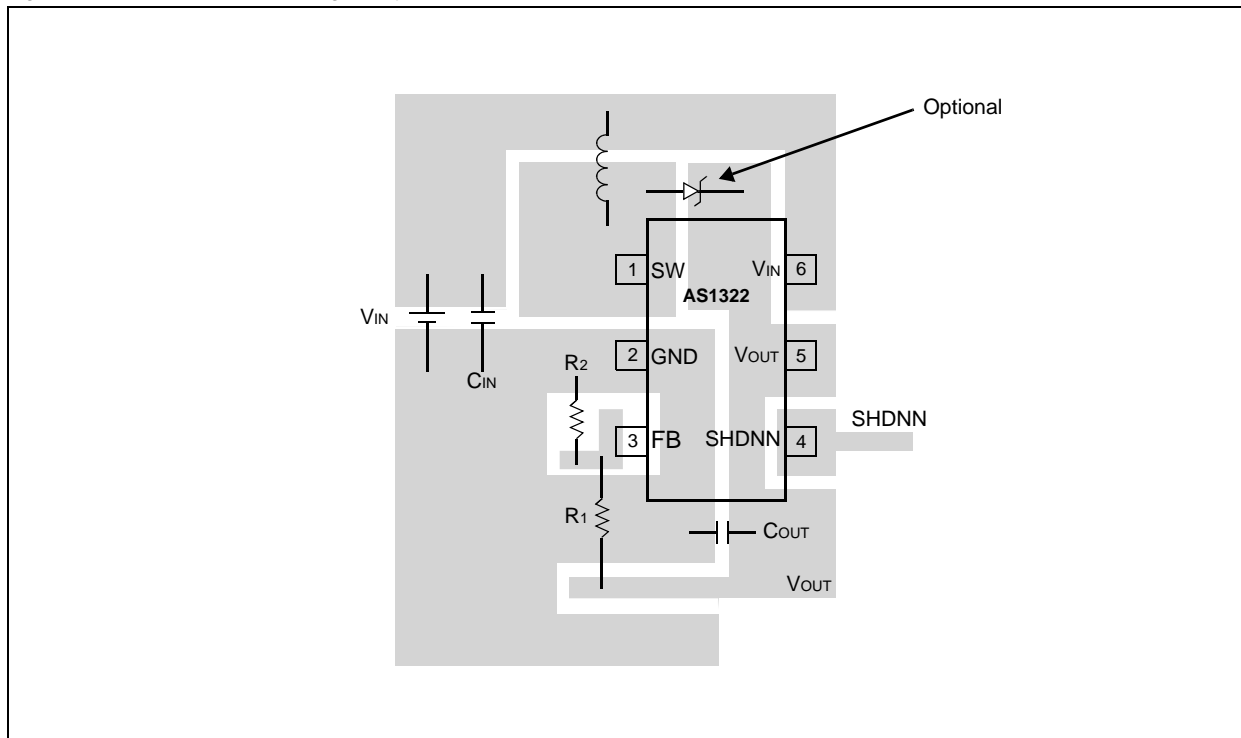 Optional
1 SW
VIN 6
AS1322
VIN
2 GND
VOUT 5
CIN
R2
3 FB
SHDNN 4
SHDNN
R1
COUT
VOUT